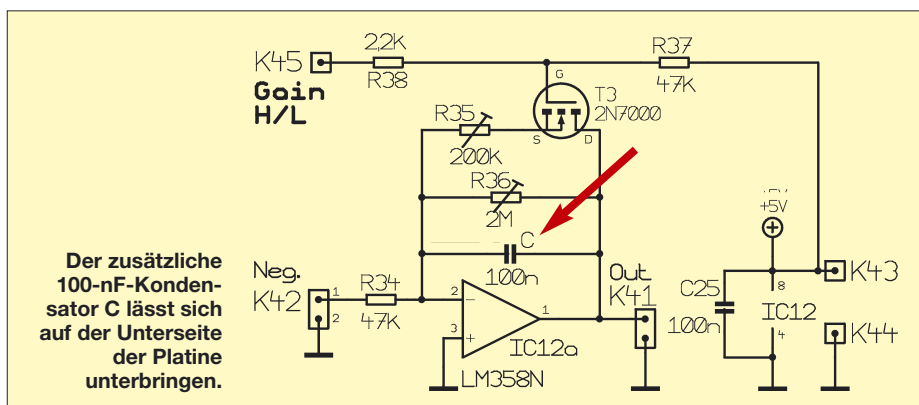 K45
Gain
H/L
2,2K
R38
G
T3
2N7000
R37
47K
R35
200K
S
D
R36
2M
C
100n
+5V
Der zusätzliche
100-nF-Konden-
sator C lässt sich
auf der Unterseite
der Platine
unterbringen.
Neg.
K42
1
2
R34
47K
2
3
1
IC12a
LM358N
Out
K41
C25
100n
8
IC12
4
K43
K44